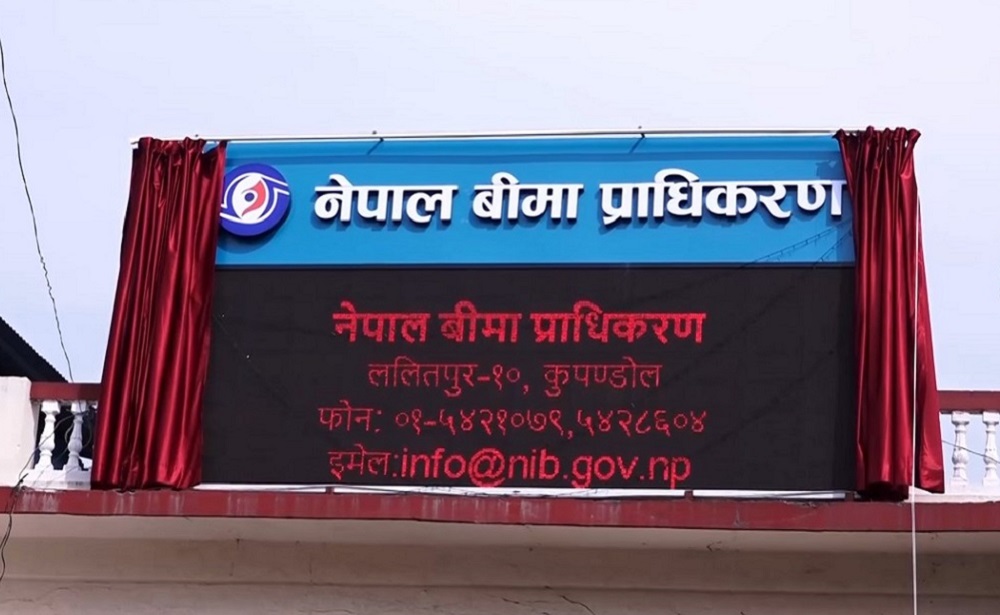 नेपाल बीमा प्राधिकरण
नेपाल बीमा प्राधिकरण
ललितपुर-१०, कुपण्डोल
फोन: ०१-५४२१०७९,५४२८६०४
इमेल:info@nib.gov.np